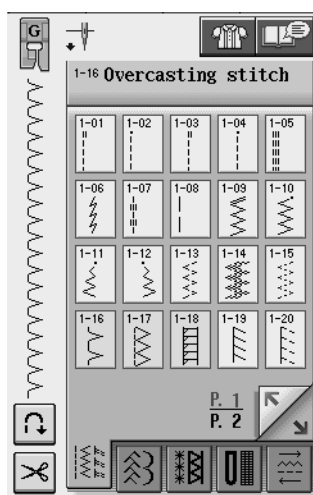 G
1-16 Overcasting stitch
1-01 1-02 1-03 1-04 1-05
1-06 1-07 1-08 1-09 1-10
1-11 1-12 1-13 1-14 1-15
1-16 1-17 1-18 1-19 1-20
P. 1
P. 2